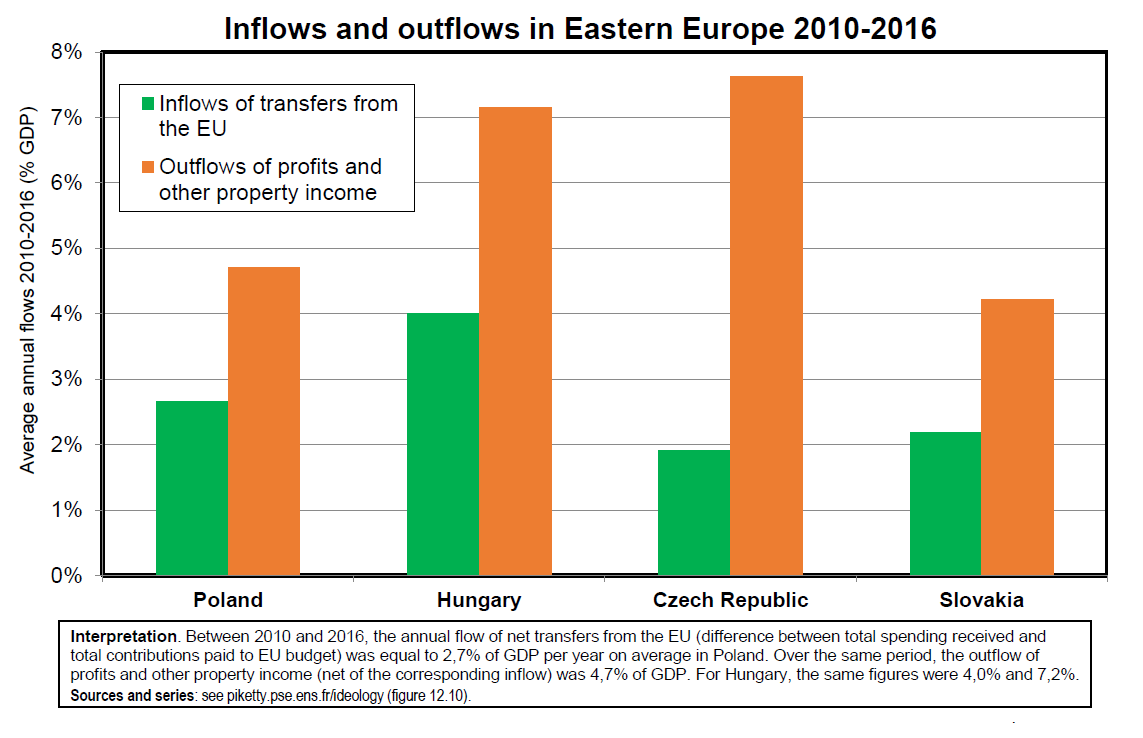 Inflows and outflows in Eastern Europe 2010-2016
Average annual flows 2010-2016 (% GDP)
8%
7%
6%
5%
4%
3%
2%
1%
0%
Inflows of transfers from
the EU
Outflows of profits and
other property income
Poland
Hungary
Czech Republic
Slovakia
Interpretation. Between 2010 and 2016, the annual flow of net transfers from the EU (difference between total spending received and
total contributions paid to EU budget) was equal to 2,7% of GDP per year on average in Poland. Over the same period, the outflow of
profits and other property income (net of the corresponding inflow) was 4,7% of GDP. For Hungary, the same figures were 4,0% and 7,2%.
Sources and series: see piketty.pse.ens.fr/ideology (figure 12.10).